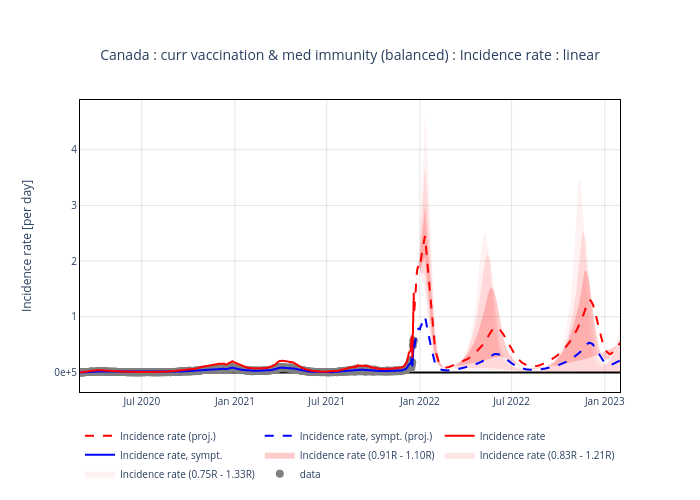 Canada : curr vaccination & med immunity (balanced) : Incidence rate : linear
Incidence rate [per day]
4
3
2
1
0e+5
Jul 2020 Jan 2021 Jul 2021 Jan 2022 Jul 2022 Jan 2023
Incidence rate (proj.) Incidence rate, sympt. (proj.) Incidence rate
Incidence rate, sympt. Incidence rate (0.91R - 1.10R) Incidence rate (0.83R - 1.21R)
Incidence rate (0.75R - 1.33R) data